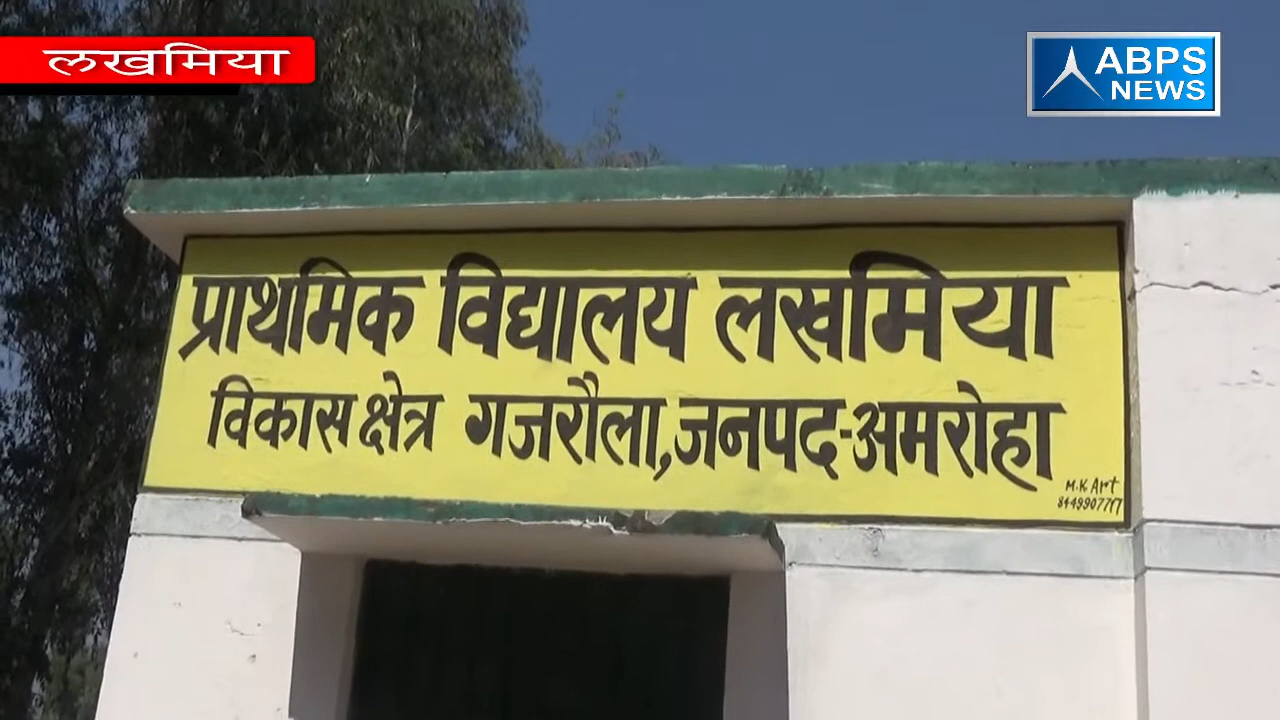 लखमिया
ABPS
NEWS
प्राथमिक विद्यालय लखमिया
विकास क्षेत्र गजरौला, जनपद-अमरोहा
M.K Art
8449907717